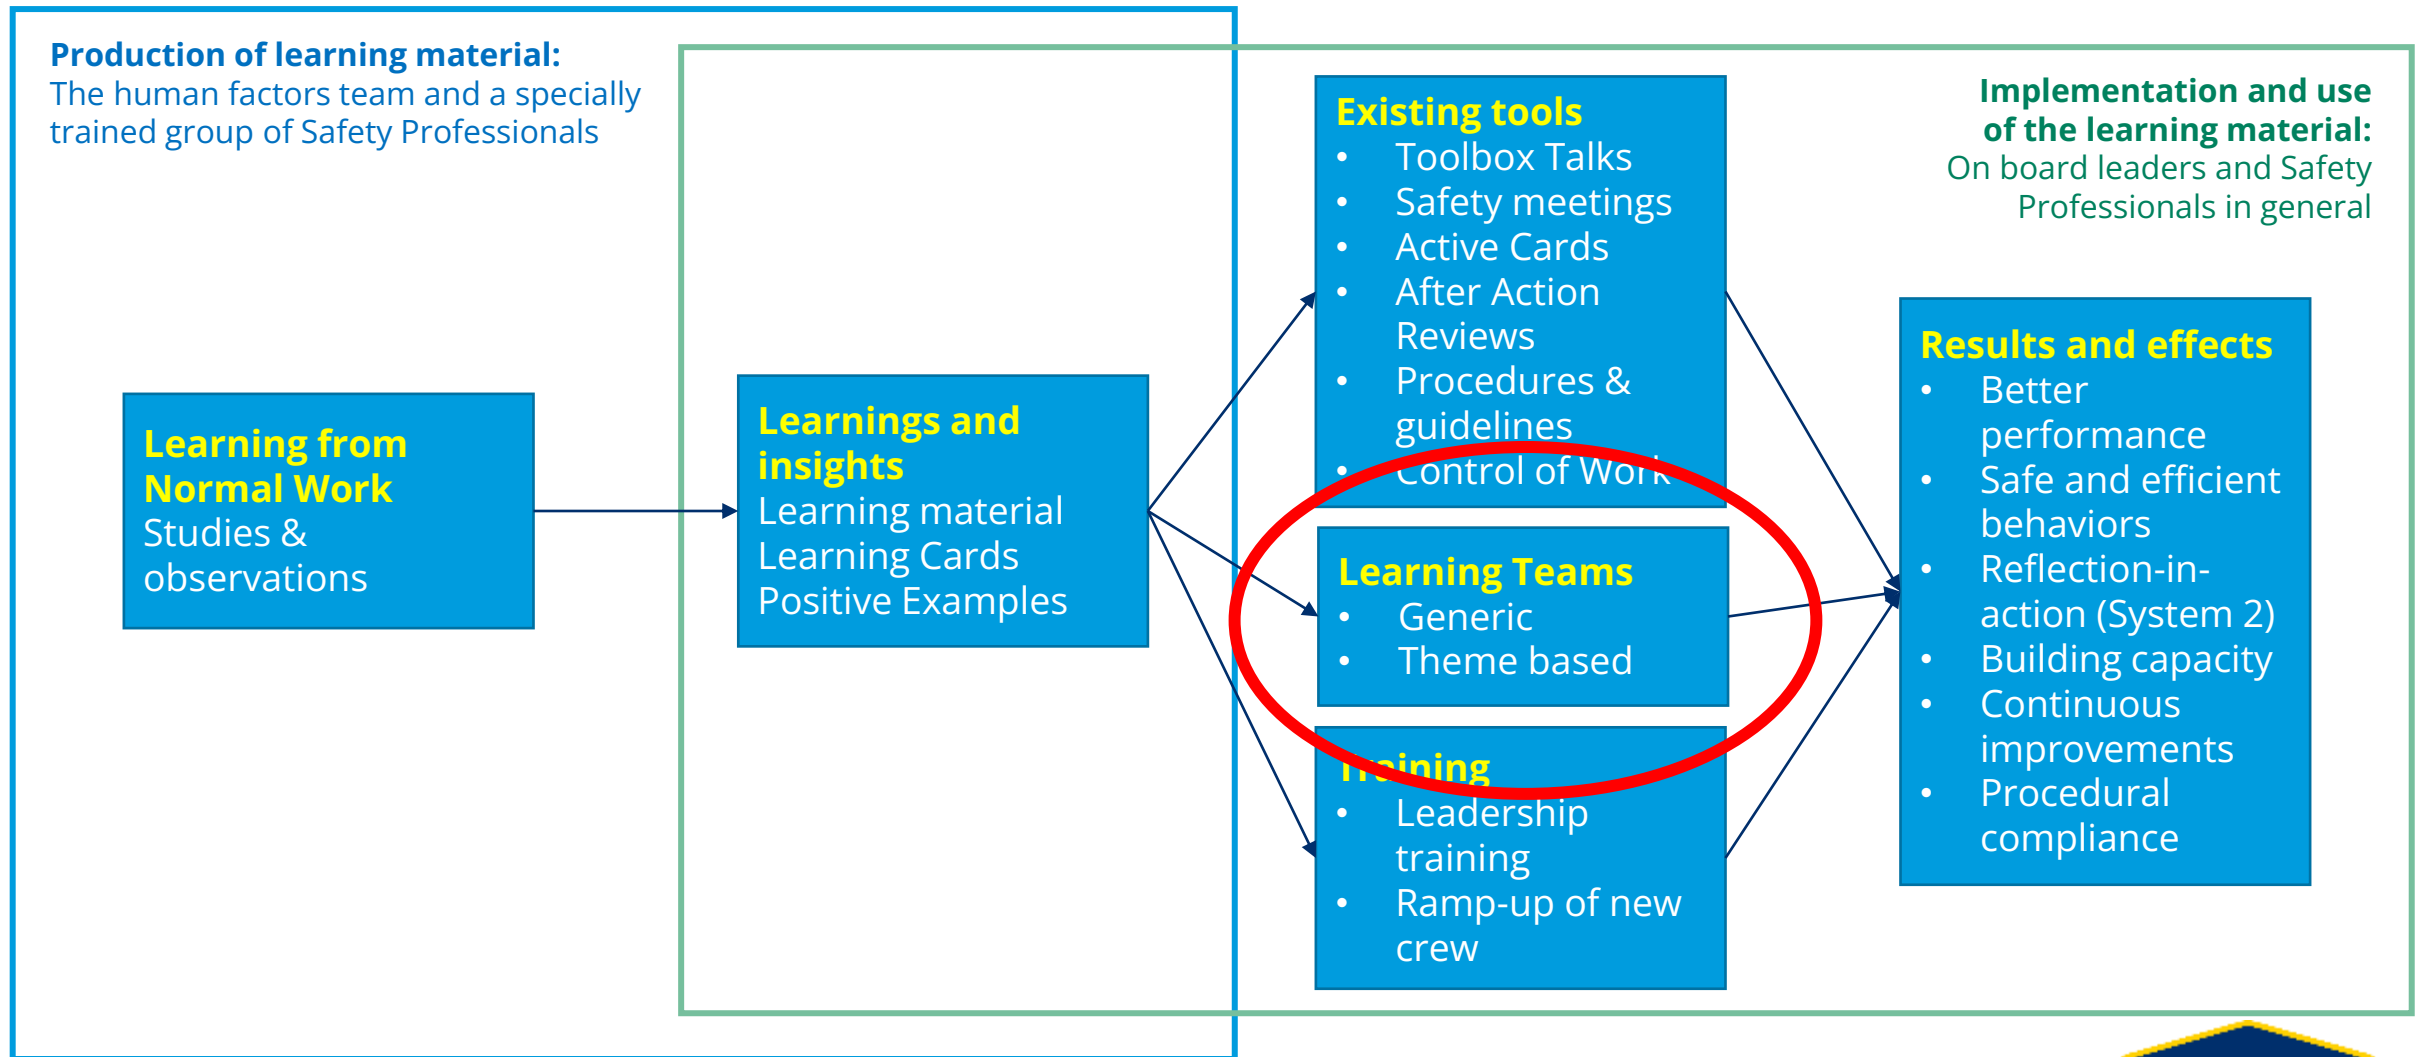 Production of learning material:
The human factors team and a specially
trained group of Safety Professionals
Implementation and use
of the learning material:
On board leaders and Safety
Professionals in general
Learning from
Normal Work
Studies &
observations
Learnings and
insights
Learning material
Learning Cards
Positive Examples
Existing tools
• Toolbox Talks
• Safety meetings
• Active Cards
• After Action
Reviews
• Procedures &
guidelines
• Control of Work
Learning Teams
• Generic
• Theme based
Training
• Leadership
training
• Ramp-up of new
crew
Results and effects
• Better
performance
• Safe and efficient
behaviors
• Reflection-in-
action (System 2)
• Building capacity
• Continuous
improvements
• Procedural
compliance